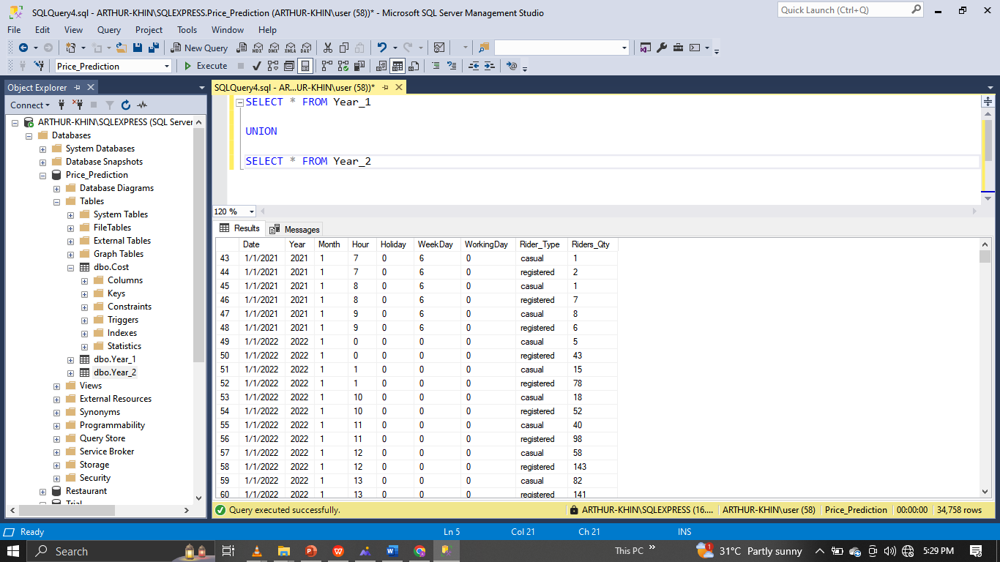 SQLQuery4.sql - ARTHUR-KHIN\SQLEXPRESS.Price_Prediction (ARTHUR-KHIN\user (58))* - Microsoft SQL Server Management Studio
Quick Launch (Ctrl+Q)
File Edit View Query Project Tools Window Help
New Query MDX DMX XMLA DAX
Price_Prediction Execute
Object Explorer
Connect
ARTHUR-KHIN\SQLEXPRESS (SQL Server
Databases
System Databases
Database Snapshots
Price_Prediction
Database Diagrams
Tables
System Tables
FileTables
External Tables
Graph Tables
dbo.Cost
Columns
Keys
Constraints
Triggers
Indexes
Statistics
dbo.Year_1
dbo.Year_2
Views
External Resources
Synonyms
Programmability
Query Store
Service Broker
Storage
Security
Restaurant
Trial
SQLQuery4.sql - AR...UR-KHIN\user (58))*
SELECT * FROM Year_1
UNION
SELECT * FROM Year_2
120 %
Results Messages
Date Year Month Hour Holiday WeekDay WorkingDay Rider_Type Riders_Qty
43 1/1/2021 2021 1 7 0 6 0 casual 1
44 1/1/2021 2021 1 7 0 6 0 registered 2
45 1/1/2021 2021 1 8 0 6 0 casual 1
46 1/1/2021 2021 1 8 0 6 0 registered 7
47 1/1/2021 2021 1 9 0 6 0 casual 8
48 1/1/2021 2021 1 9 0 6 0 registered 6
49 1/1/2022 2022 1 0 0 0 0 casual 5
50 1/1/2022 2022 1 0 0 0 0 registered 43
51 1/1/2022 2022 1 1 0 0 0 casual 15
52 1/1/2022 2022 1 1 0 0 0 registered 78
53 1/1/2022 2022 1 10 0 0 0 casual 18
54 1/1/2022 2022 1 10 0 0 0 registered 52
55 1/1/2022 2022 1 11 0 0 0 casual 40
56 1/1/2022 2022 1 11 0 0 0 registered 98
57 1/1/2022 2022 1 12 0 0 0 casual 58
58 1/1/2022 2022 1 12 0 0 0 registered 143
59 1/1/2022 2022 1 13 0 0 0 casual 82
60 1/1/2022 2022 1 13 0 0 0 registered 141
Query executed successfully. ARTHUR-KHIN\SQLEXPRESS (16.... ARTHUR-KHIN\user (58) Price_Prediction 00:00:00 34,758 rows
Ready Ln 5 Col 21 Ch 21 INS
Search This PC 1 31°C Partly sunny 5:29 PM